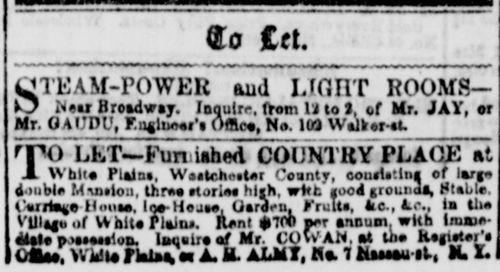 To Let.
STEAM-POWER and LIGHT ROOMS—
Near Broadway. Inquire, from 12 to 2, of Mr. JAY, or
Mr. GAUDU, Engineer's Office, No. 102 Walker-st.
TO LET—Furnished COUNTRY PLACE at
White Plains, Westchester County, consisting of large
double Mansion, three stories high, with good grounds, Stable,
Carriage-House, Ice-House, Garden, Fruits, &c., &c., in the
Village of White Plains. Rent $700 per annum, with imme-
diate possession. Inquire of Mr. COWAN, at the Register's
Office, White Plains, or A. H. ALMY, No. 7 Nassau-st., N. Y.